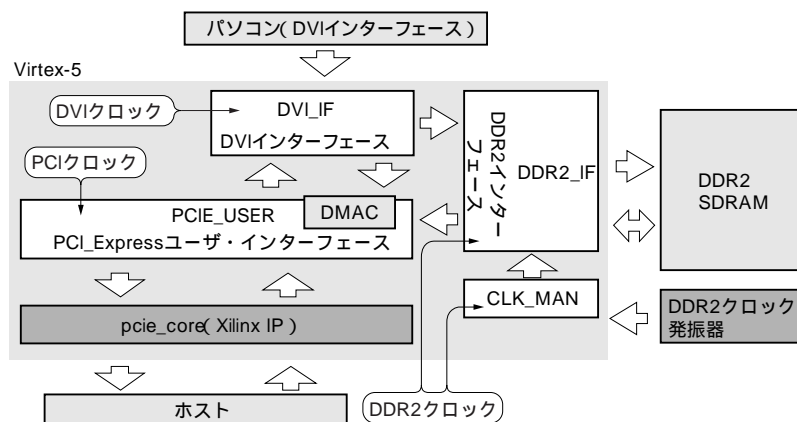 パソコン（DVIインターフェース）
Virtex-5
DVIクロック
DVI_IF
DVIインターフェース
DDR2インターフェース
DDR2_IF
DDR2
SDRAM
PCIクロック
PCIE_USER
DMAC
PCI_Expressユーザ・インターフェース
CLK_MAN
DDR2クロック
発振器
pcie_core（Xilinx IP）
DDR2クロック
ホスト